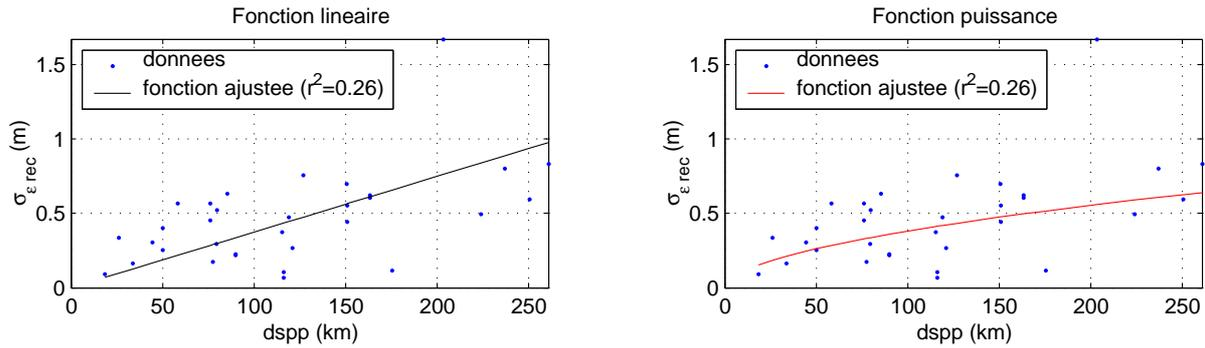 Fonction lineaire
donnees
fonction ajustee (r²=0.26)
1.5
1
0.5
0
σε rec (m)
0 50 100 150 200 250
dspp (km)
Fonction puissance
donnees
fonction ajustee (r²=0.26)
1.5
1
0.5
0
σε rec (m)
0 50 100 150 200 250
dspp (km)